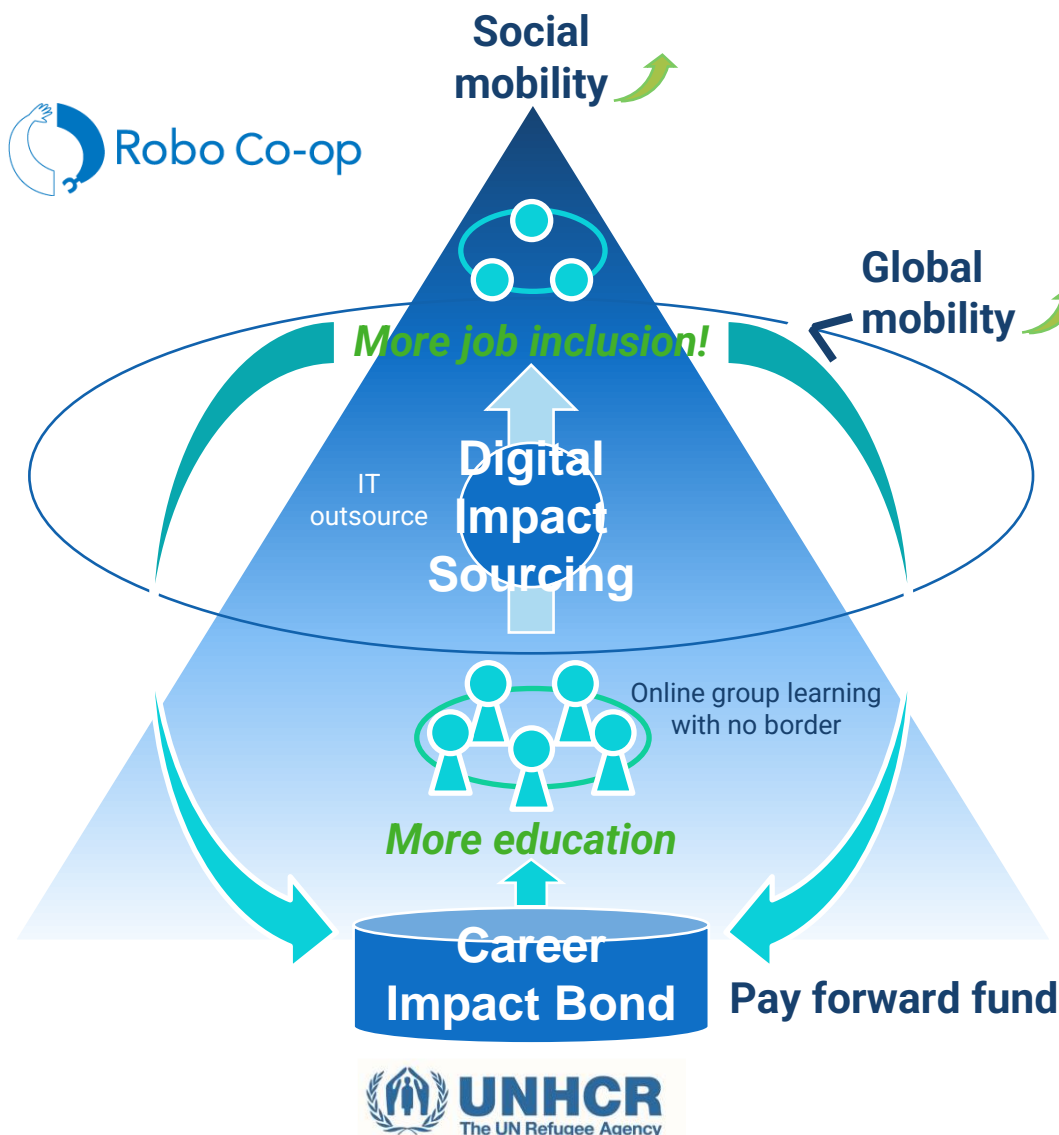 Social
mobility
Robo Co-op
Global
mobility
More job inclusion!
IT
outsource
Digital
Impact
Sourcing
Online group learning
with no border
More education
Career
Impact Bond
Pay forward fund
UNHCR
The UN Refugee Agency